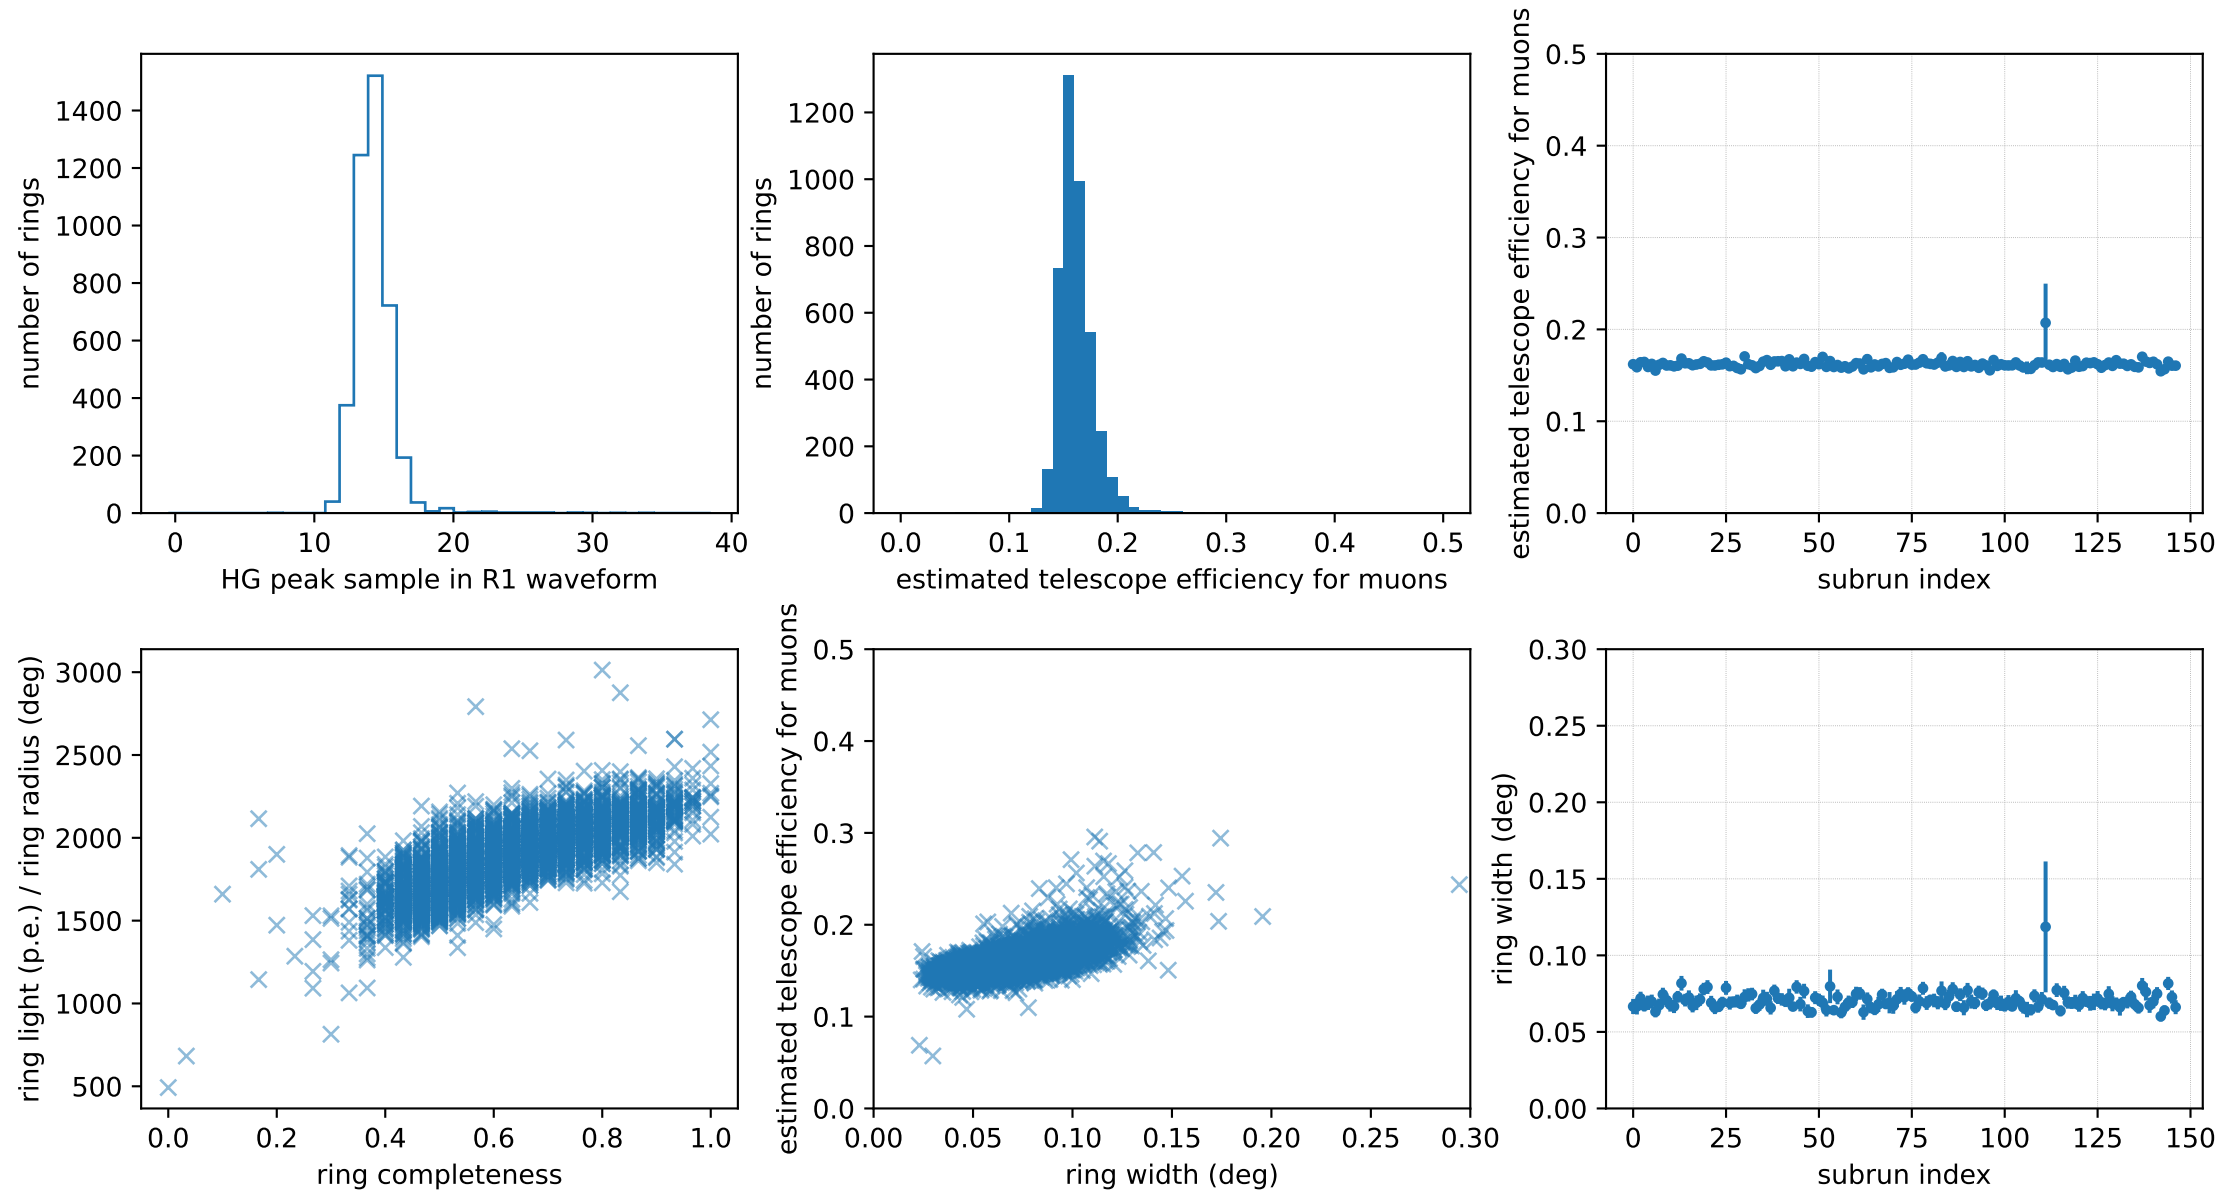 number of rings
1400
1200
1000
800
600
400
200
0
0 10 20 30 40
HG peak sample in R1 waveform
number of rings
1200
1000
800
600
400
200
0
0.0 0.1 0.2 0.3 0.4 0.5
estimated telescope efficiency for muons
estimated telescope efficiency for muons
0.5
0.4
0.3
0.2
0.1
0.0
0 25 50 75 100 125 150
subrun index
ring light (p.e.) / ring radius (deg)
3000
2500
2000
1500
1000
500
0.0 0.2 0.4 0.6 0.8 1.0
ring completeness
estimated telescope efficiency for muons
0.5
0.4
0.3
0.2
0.1
0.0
0.00 0.05 0.10 0.15 0.20 0.25 0.30
ring width (deg)
ring width (deg)
0.30
0.25
0.20
0.15
0.10
0.05
0.00
0 25 50 75 100 125 150
subrun index